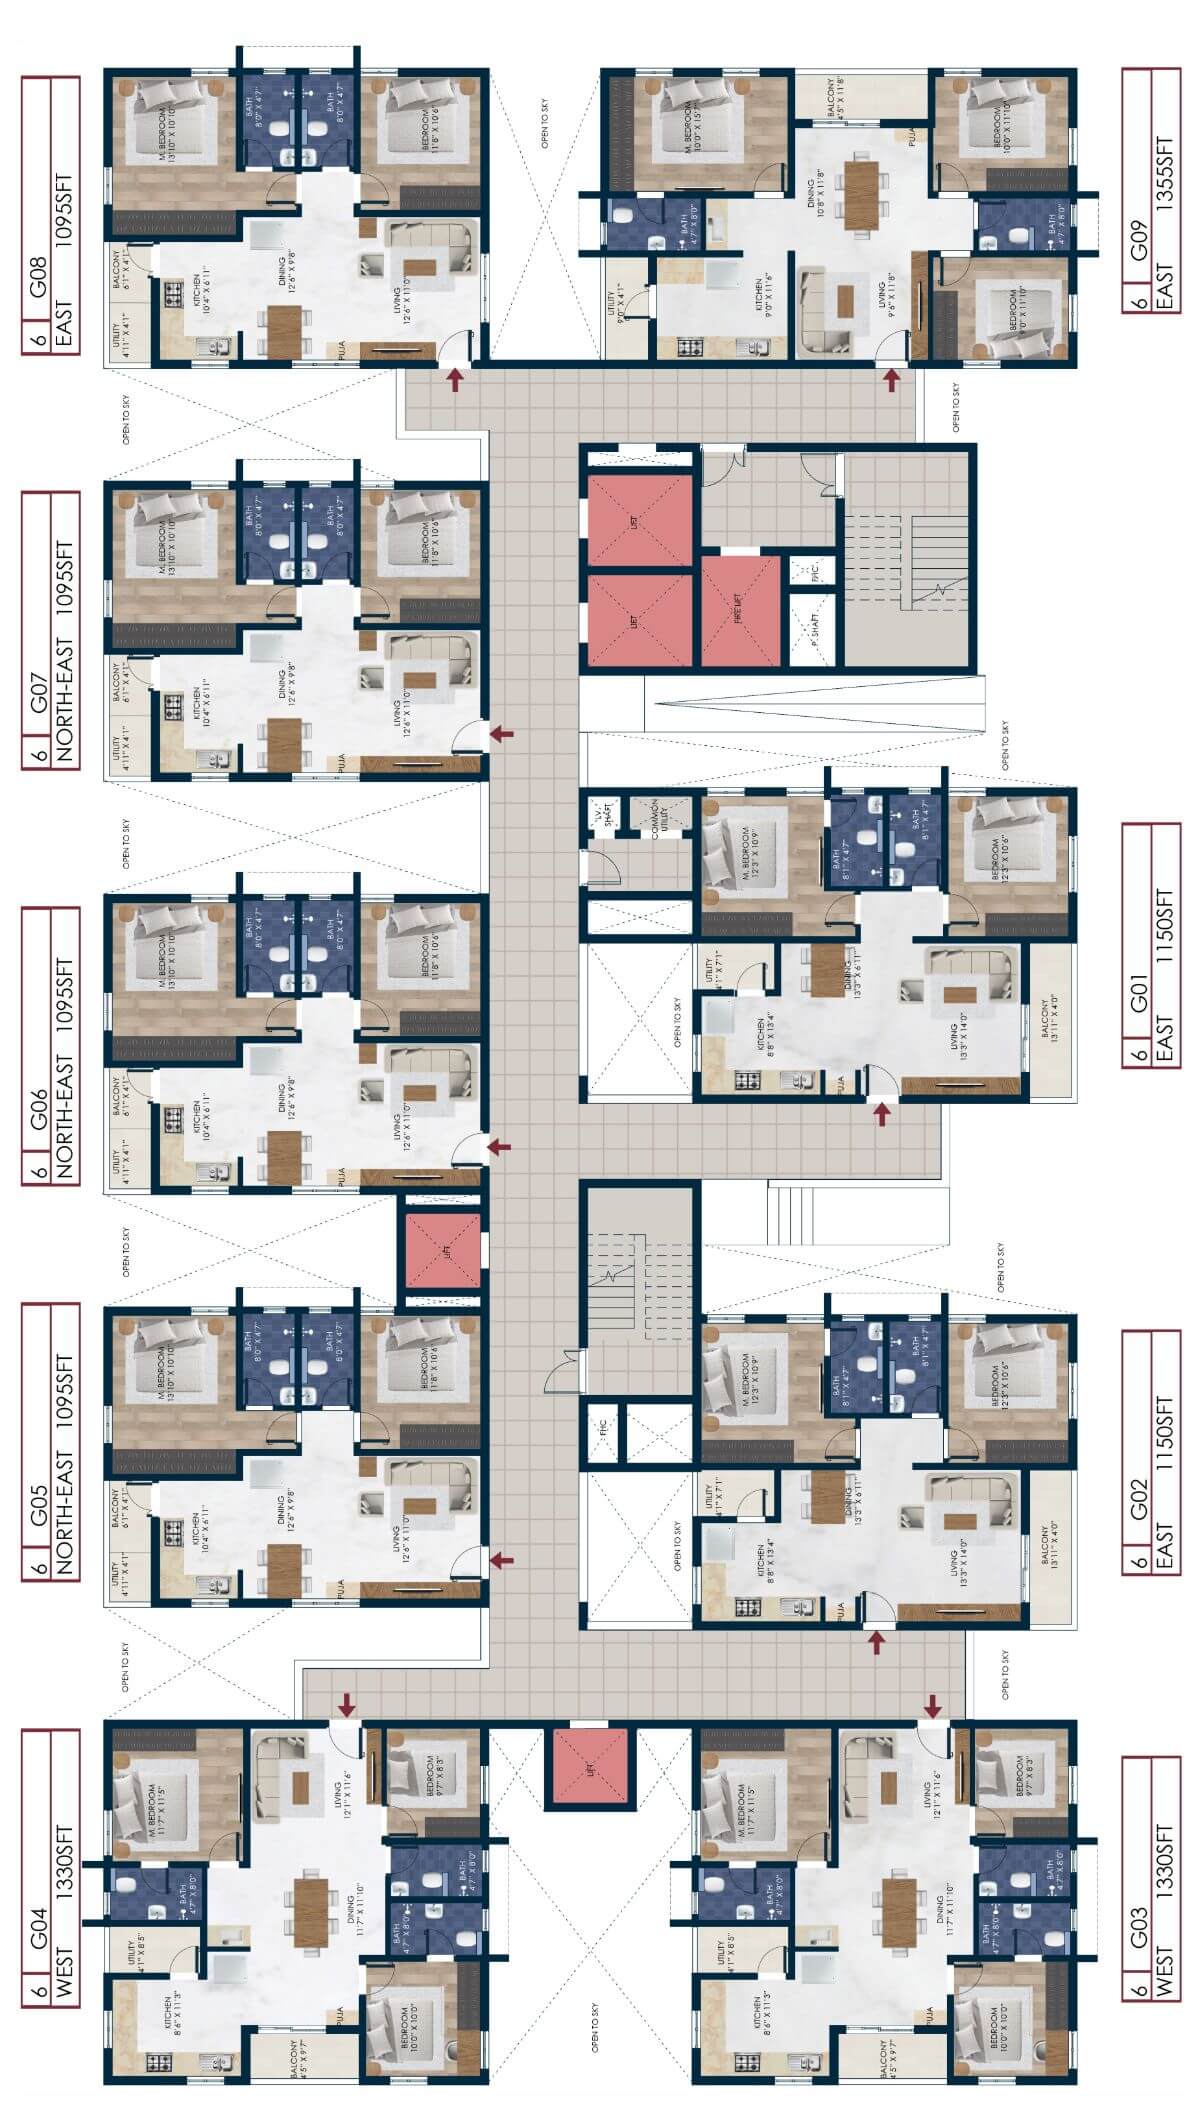 6 G08
EAST 1095SFT
M. BEDROOM
13'10" X 10'10"
BATH
8'0" X 4'7"
BATH
8'0" X 4'7"
BEDROOM
11'8" X 10'6"
BALCONY
6'1" X 4'1"
UTILITY
4'11" X 4'1"
KITCHEN
10'4" X 6'11"
DINING
12'6" X 9'8"
LIVING
12'6" X 11'0"
PUJA
OPEN TO SKY
6 G09
EAST 1355SFT
M. BEDROOM
10'0" X 15'7"
BALCONY
4'5" X 11'8"
PUJA
BEDROOM
10'0" X 11'10"
DINING
10'8" X 11'8"
BATH
4'7" X 8'0"
BATH
4'7" X 8'0"
UTILITY
9'0" X 4'1"
KITCHEN
9'0" X 11'6"
LIVING
9'6" X 11'8"
BEDROOM
9'0" X 11'10"
OPEN TO SKY
OPEN TO SKY
LIFT
LIFT
FIRE LIFT
FHC
P. SHAFT
6 G07
NORTH-EAST 1095SFT
M. BEDROOM
13'10" X 10'10"
BATH
8'0" X 4'7"
BATH
8'0" X 4'7"
BEDROOM
11'8" X 10'6"
BALCONY
6'1" X 4'1"
UTILITY
4'11" X 4'1"
KITCHEN
10'4" X 6'11"
DINING
12'6" X 9'8"
LIVING
12'6" X 11'0"
PUJA
OPEN TO SKY
OPEN TO SKY
LV. SHAFT
COMMON
UTILITY
6 G01
EAST 1150SFT
M. BEDROOM
12'3" X 10'9"
BATH
8'1" X 4'7"
BATH
8'1" X 4'7"
BEDROOM
12'3" X 10'6"
UTILITY
4'1" X 7'1"
KITCHEN
8'8" X 13'4"
DINING
13'3" X 6'11"
LIVING
13'3" X 14'0"
BALCONY
13'11" X 4'0"
PUJA
OPEN TO SKY
6 G06
NORTH-EAST 1095SFT
M. BEDROOM
13'10" X 10'10"
BATH
8'0" X 4'7"
BATH
8'0" X 4'7"
BEDROOM
11'8" X 10'6"
BALCONY
6'1" X 4'1"
UTILITY
4'11" X 4'1"
KITCHEN
10'4" X 6'11"
DINING
12'6" X 9'8"
LIVING
12'6" X 11'0"
PUJA
OPEN TO SKY
LIFT
OPEN TO SKY
FHC
6 G05
NORTH-EAST 1095SFT
M. BEDROOM
13'10" X 10'10"
BATH
8'0" X 4'7"
BATH
8'0" X 4'7"
BEDROOM
11'8" X 10'6"
BALCONY
6'1" X 4'1"
UTILITY
4'11" X 4'1"
KITCHEN
10'4" X 6'11"
DINING
12'6" X 9'8"
LIVING
12'6" X 11'0"
PUJA
6 G02
EAST 1150SFT
M. BEDROOM
12'3" X 10'9"
BATH
8'1" X 4'7"
BATH
8'1" X 4'7"
BEDROOM
12'3" X 10'6"
UTILITY
4'1" X 7'1"
KITCHEN
8'8" X 13'4"
DINING
13'3" X 6'11"
LIVING
13'3" X 14'0"
BALCONY
13'11" X 4'0"
PUJA
OPEN TO SKY
OPEN TO SKY
OPEN TO SKY
6 G04
WEST 1330SFT
M. BEDROOM
11'7" X 11'5"
LIVING
12'1" X 11'6"
BEDROOM
9'7" X 8'3"
BATH
4'7" X 8'0"
BATH
4'7" X 8'0"
BATH
4'7" X 8'0"
DINING
11'7" X 11'10"
UTILITY
4'1" X 8'5"
KITCHEN
8'6" X 11'3"
PUJA
BALCONY
4'5" X 9'7"
BEDROOM
10'0" X 10'0"
LIFT
OPEN TO SKY
6 G03
WEST 1330SFT
M. BEDROOM
11'7" X 11'5"
LIVING
12'1" X 11'6"
BEDROOM
9'7" X 8'3"
BATH
4'7" X 8'0"
BATH
4'7" X 8'0"
BATH
4'7" X 8'0"
DINING
11'7" X 11'10"
UTILITY
4'1" X 8'5"
KITCHEN
8'6" X 11'3"
PUJA
BALCONY
4'5" X 9'7"
BEDROOM
10'0" X 10'0"